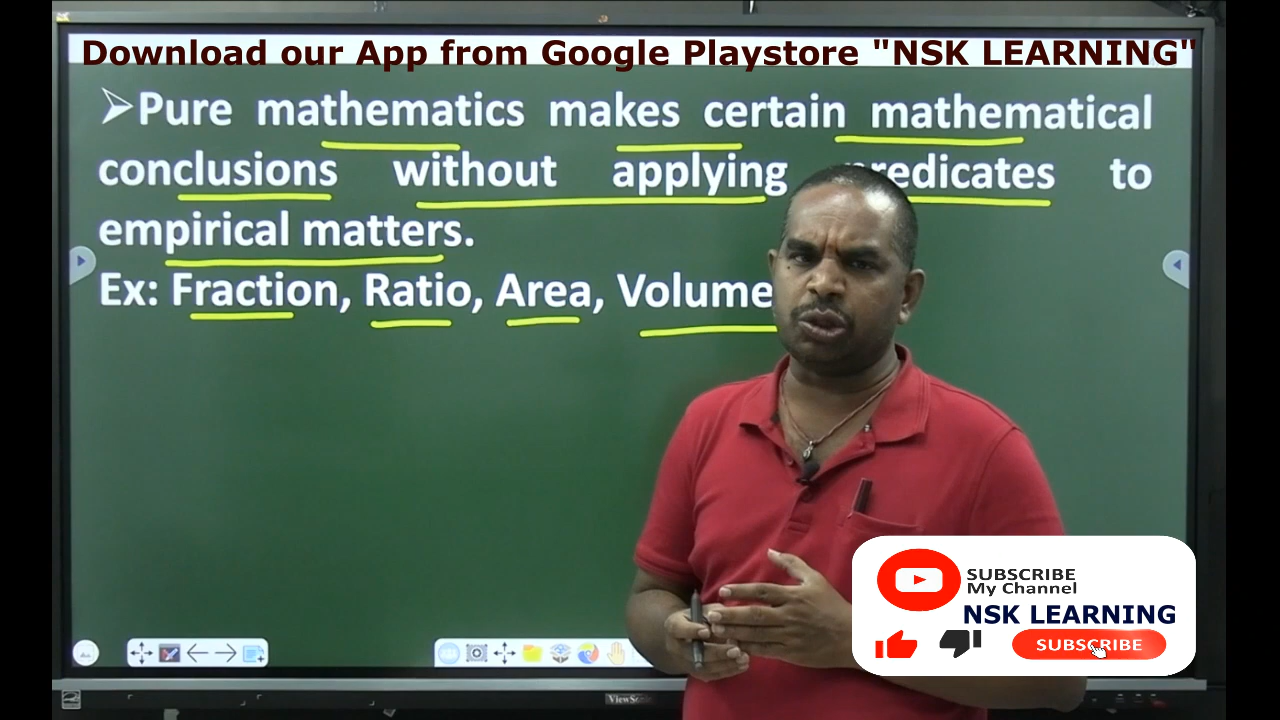 Download our App from Google Playstore "NSK LEARNING"
➢Pure mathematics makes certain mathematical
conclusions without applying predicates to
empirical matters.
Ex: Fraction, Ratio, Area, Volume
SUBSCRIBE
My Channel
NSK LEARNING
SUBSCRIBE